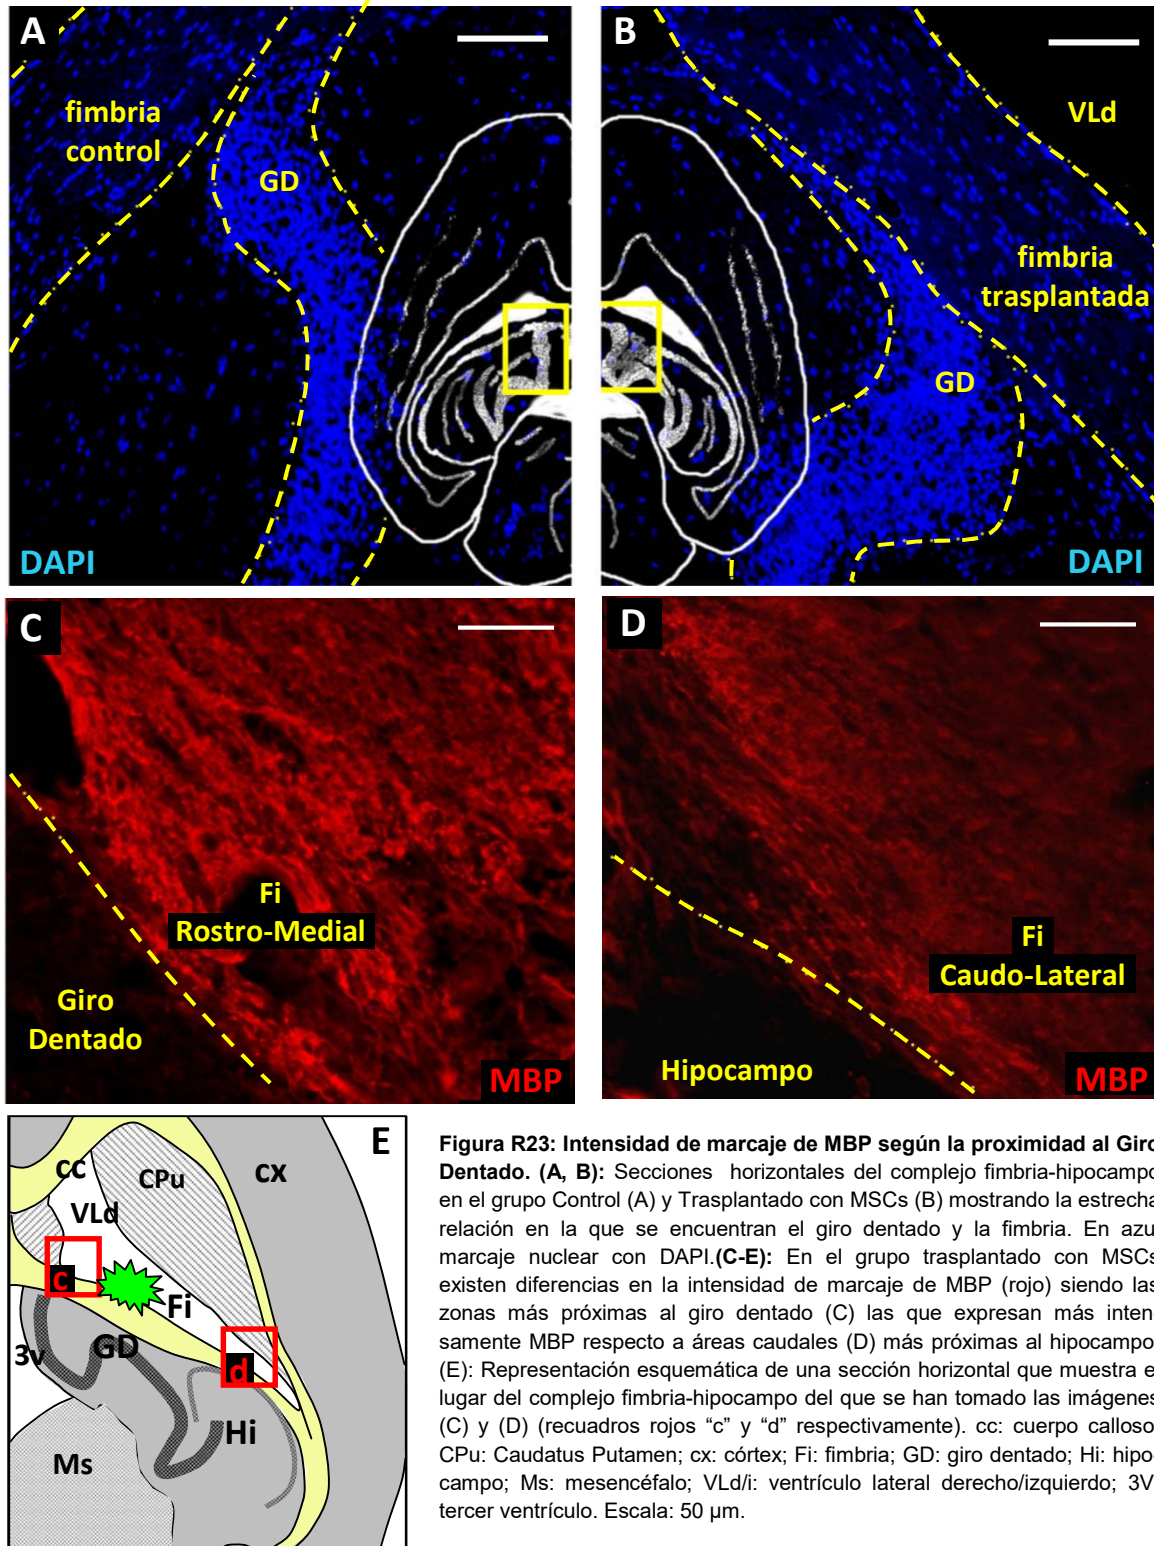 A
fimbria
control
GD
DAPI
B
VLd
fimbria
trasplantada
GD
DAPI
C
Fi
Rostro-Medial
Giro
Dentado
MBP
D
Fi
Caudo-Lateral
Hipocampo
MBP
E
cc
CPu
cx
VLd
c
Fi
3v
GD
d
Hi
Ms
Figura R23: Intensidad de marcaje de MBP según la proximidad al Giro
Dentado. (A, B): Secciones horizontales del complejo fimbria-hipocampo
en el grupo Control (A) y Trasplantado con MSCs (B) mostrando la estrecha
relación en la que se encuentran el giro dentado y la fimbria. En azu
marcaje nuclear con DAPI.(C-E): En el grupo trasplantado con MSCs
existen diferencias en la intensidad de marcaje de MBP (rojo) siendo las
zonas más próximas al giro dentado (C) las que expresan más inten-
samente MBP respecto a áreas caudales (D) más próximas al hipocampo
(E): Representación esquemática de una sección horizontal que muestra e
lugar del complejo fimbria-hipocampo del que se han tomado las imágenes
(C) y (D) (recuadros rojos “c” y “d” respectivamente). cc: cuerpo calloso
CPu: Caudatus Putamen; cx: córtex; Fi: fimbria; GD: giro dentado; Hi: hipo-
campo; Ms: mesencéfalo; VLd/i: ventrículo lateral derecho/izquierdo; 3V
tercer ventrículo. Escala: 50 µm.